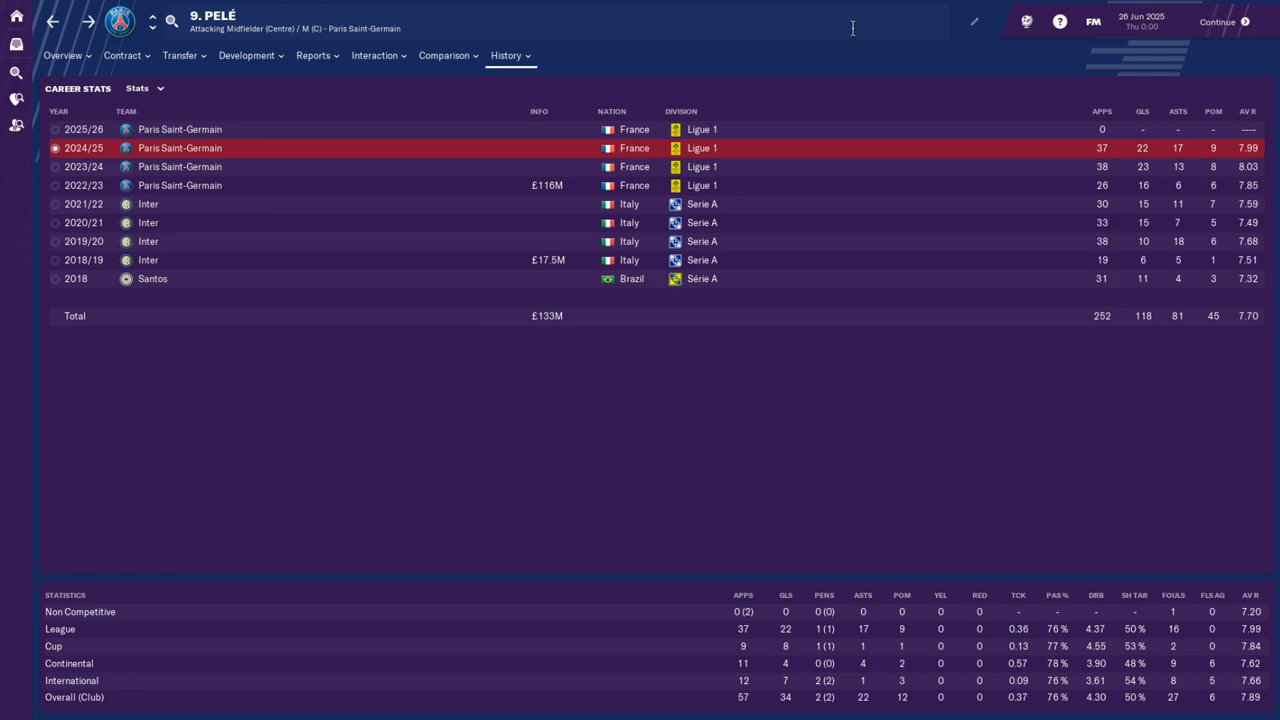 9. PELÉ
Attacking Midfielder (Centre) / M (C) - Paris Saint-Germain
26 Jun 2025
Thu 0:00
FM
Continue
Overview Contract Transfer Development Reports Interaction Comparison History
CAREER STATS Stats
YEAR TEAM INFO NATION DIVISION APPS GLS ASTS POM AV R
2025/26 Paris Saint-Germain France Ligue 1 0 - - - ----
2024/25 Paris Saint-Germain France Ligue 1 37 22 17 9 7.99
2023/24 Paris Saint-Germain France Ligue 1 38 23 13 8 8.03
2022/23 Paris Saint-Germain £116M France Ligue 1 26 16 6 6 7.85
2021/22 Inter Italy Serie A 30 15 11 7 7.59
2020/21 Inter Italy Serie A 33 15 7 5 7.49
2019/20 Inter Italy Serie A 38 10 18 6 7.68
2018/19 Inter £17.5M Italy Serie A 19 6 5 1 7.51
2018 Santos Brazil Série A 31 11 4 3 7.32
Total £133M 252 118 81 45 7.70
STATISTICS APPS GLS PENS ASTS POM YEL RED TCK PAS % DRB SH TAR FOULS FLS AG AV R
Non Competitive 0 (2) 0 0 (0) 0 0 0 0 - - - - 1 0 7.20
League 37 22 1 (1) 17 9 0 0 0.36 76 % 4.37 50 % 16 0 7.99
Cup 9 8 1 (1) 1 1 0 0 0.13 77 % 4.55 53 % 2 0 7.84
Continental 11 4 0 (0) 4 2 0 0 0.57 78 % 3.90 48 % 9 6 7.62
International 12 7 2 (2) 1 3 0 0 0.09 76 % 3.61 54 % 8 5 7.66
Overall (Club) 57 34 2 (2) 22 12 0 0 0.37 76 % 4.30 50 % 27 6 7.89